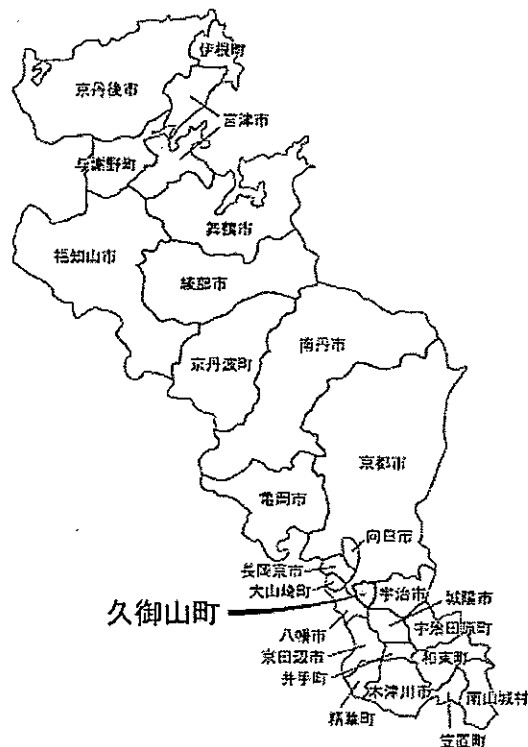 伊根町
京丹後市
宮津市
与謝野町
舞鶴市
福知山市
綾部市
南丹市
京丹波町
京都市
亀岡市
向日市
長岡京市
大山崎町
宇治市
城陽市
久御山町
宇治田原町
八幡市
京田辺市
和束町
井手町
木津川市
南山城村
精華町
笠置町